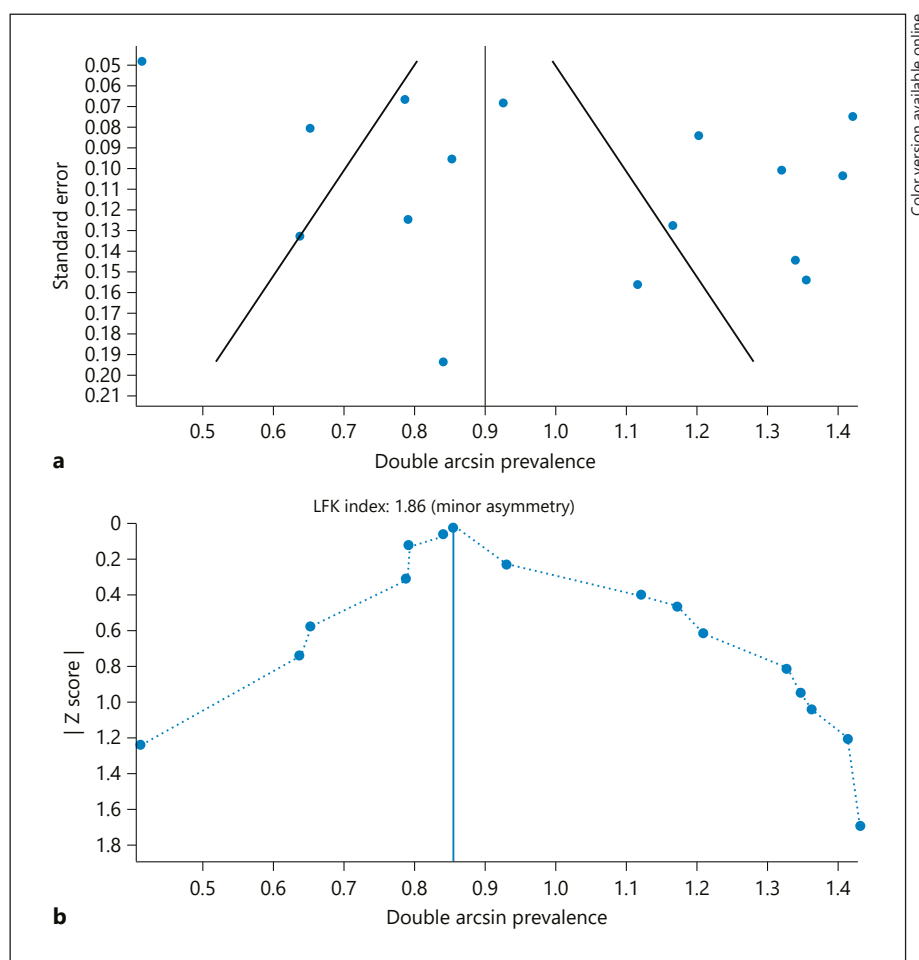 Color version available online
0.05
0.06
0.07
0.08
0.09
0.10
0.11
0.12
0.13
0.14
0.15
0.16
0.17
0.18
0.19
0.20
0.21
Standard error
0.5 0.6 0.7 0.8 0.9 1.0 1.1 1.2 1.3 1.4
a
Double arcsin prevalence
LFK index: 1.86 (minor asymmetry)
0
0.2
0.4
0.6
0.8
1.0
1.2
1.4
1.6
1.8
| Z score |
0.5 0.6 0.7 0.8 0.9 1.0 1.1 1.2 1.3 1.4
b
Double arcsin prevalence